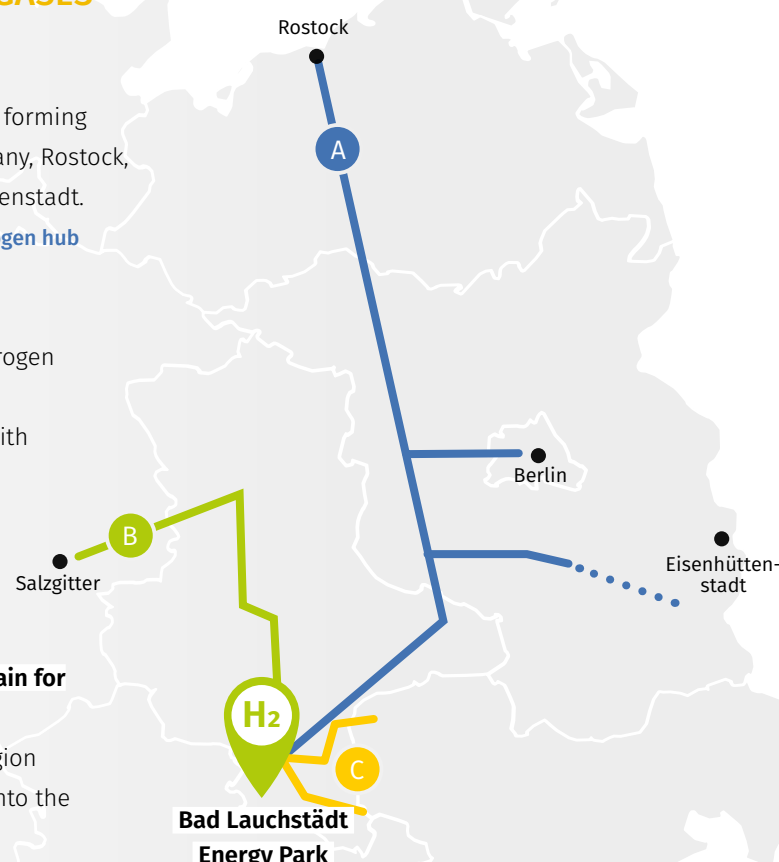 GASES
forming
any, Rostock,
enstadt.
gen hub
rogen
ith
ain for
gion
nto the
Rostock
A
Berlin
B
Salzgitter
Eisenhütten-
stadt
H₂
C
Bad Lauchstädt
Energy Park